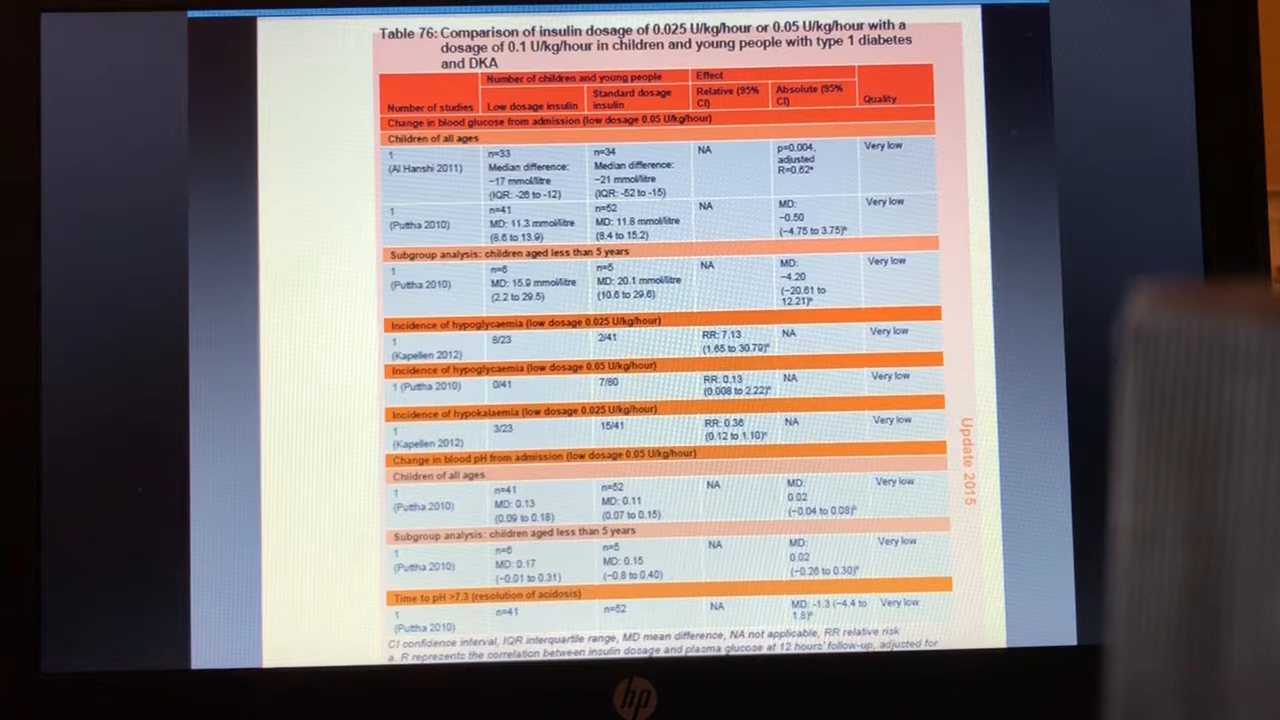 Table 76: Comparison of insulin dosage of 0.025 U/kg/hour or 0.05 U/kg/hour with a
dosage of 0.1 U/kg/hour in children and young people with type 1 diabetes
and DKA
Number of children and young people Effect
Number of studies Low dosage insulin Standard dosage insulin Relative (95% CI) Absolute (95% CI) Quality
Change in blood glucose from admission (low dosage 0.05 U/kg/hour)
Children of all ages
1 n=33 n=34 NA p=0.004, Very low
(Al Hanshi 2011) Median difference: Median difference: adjusted
-17 mmol/litre -21 mmol/litre R=0.62a
(IQR: -26 to -12) (IQR: -52 to -15)
1 n=41 n=52 NA MD: Very low
(Puttha 2010) MD: 11.3 mmol/litre MD: 11.8 mmol/litre -0.50
(8.6 to 13.9) (8.4 to 15.2) (-4.75 to 3.75)b
Subgroup analysis: children aged less than 5 years
1 n=6 n=5 NA MD: Very low
(Puttha 2010) MD: 15.9 mmol/litre MD: 20.1 mmol/litre -4.20
(2.2 to 29.5) (10.6 to 29.6) (-20.61 to
12.21)b
Incidence of hypoglycaemia (low dosage 0.025 U/kg/hour)
1 8/23 2/41 RR: 7.13 NA Very low
(Kapellen 2012) (1.65 to 30.79)
Incidence of hypoglycaemia (low dosage 0.05 U/kg/hour)
1 (Puttha 2010) 0/41 7/60 RR: 0.13 NA Very low
(0.008 to 2.22)
Incidence of hypokalaemia (low dosage 0.025 U/kg/hour)
1 3/23 15/41 RR: 0.36 NA Very low
(Kapellen 2012) (0.12 to 1.10)
Change in blood pH from admission (low dosage 0.05 U/kg/hour)
Children of all ages
1 n=41 n=52 NA MD: Very low
(Puttha 2010) MD: 0.13 MD: 0.11 0.02
(0.09 to 0.18) (0.07 to 0.15) (-0.04 to 0.08)b
Subgroup analysis: children aged less than 5 years
1 n=6 n=5 NA MD: Very low
(Puttha 2010) MD: 0.17 MD: 0.15 0.02
(-0.01 to 0.31) (-0.8 to 0.40) (-0.26 to 0.30)b
Time to pH >7.3 (resolution of acidosis)
1 n=41 n=52 NA MD: -1.3 (-4.4 to Very low
(Puttha 2010) 1.8)
CI confidence interval, IQR interquartile range, MD mean difference, NA not applicable, RR relative risk
a. R represents the correlation between insulin dosage and plasma glucose at 12 hours' follow-up, adjusted for
Update 2015
hp